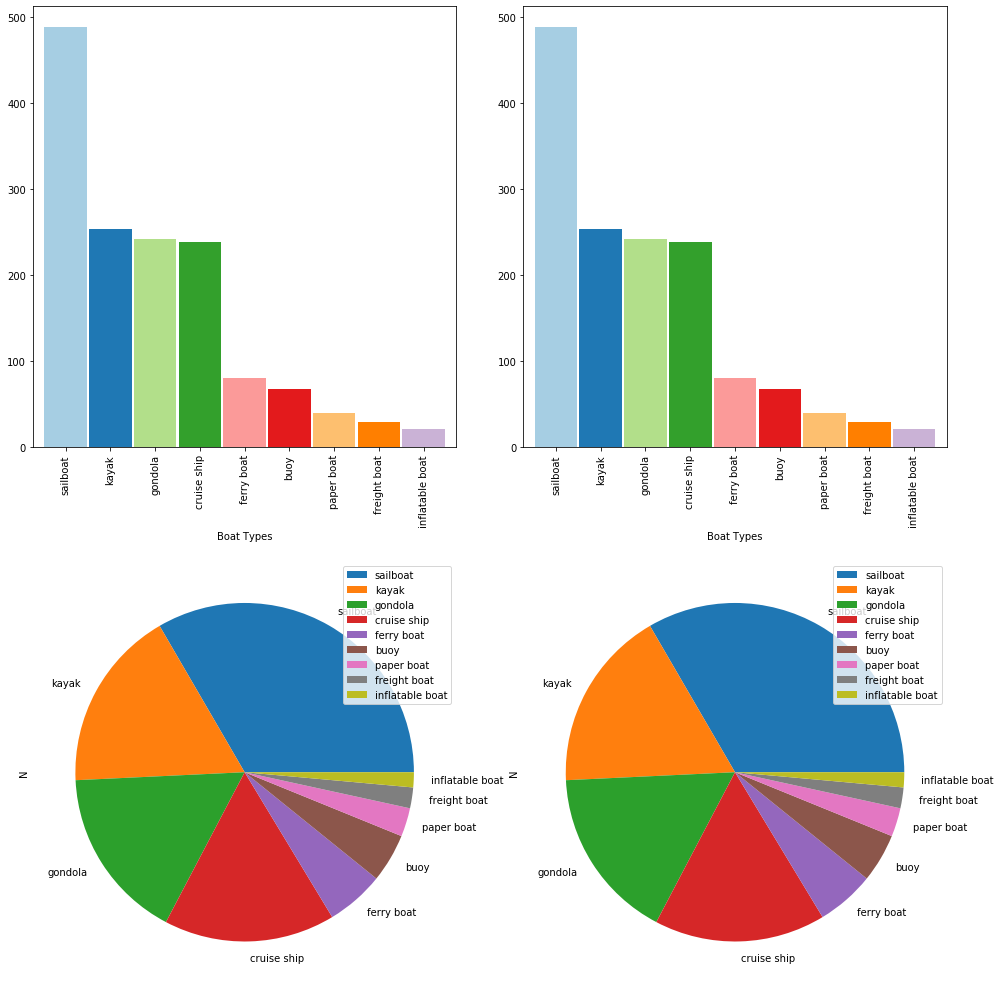 500
400
300
200
100
0
sailboat
kayak
gondola
cruise ship
ferry boat
buoy
paper boat
freight boat
inflatable boat
Boat Types
500
400
300
200
100
0
sailboat
kayak
gondola
cruise ship
ferry boat
buoy
paper boat
freight boat
inflatable boat
Boat Types
sailboat
kayak
gondola
cruise ship
ferry boat
buoy
paper boat
freight boat
inflatable boat
sailboat
kayak
N
gondola
cruise ship
ferry boat
buoy
paper boat
freight boat
inflatable boat
sailboat
kayak
gondola
cruise ship
ferry boat
buoy
paper boat
freight boat
inflatable boat
sailboat
kayak
N
gondola
cruise ship
ferry boat
buoy
paper boat
freight boat
inflatable boat